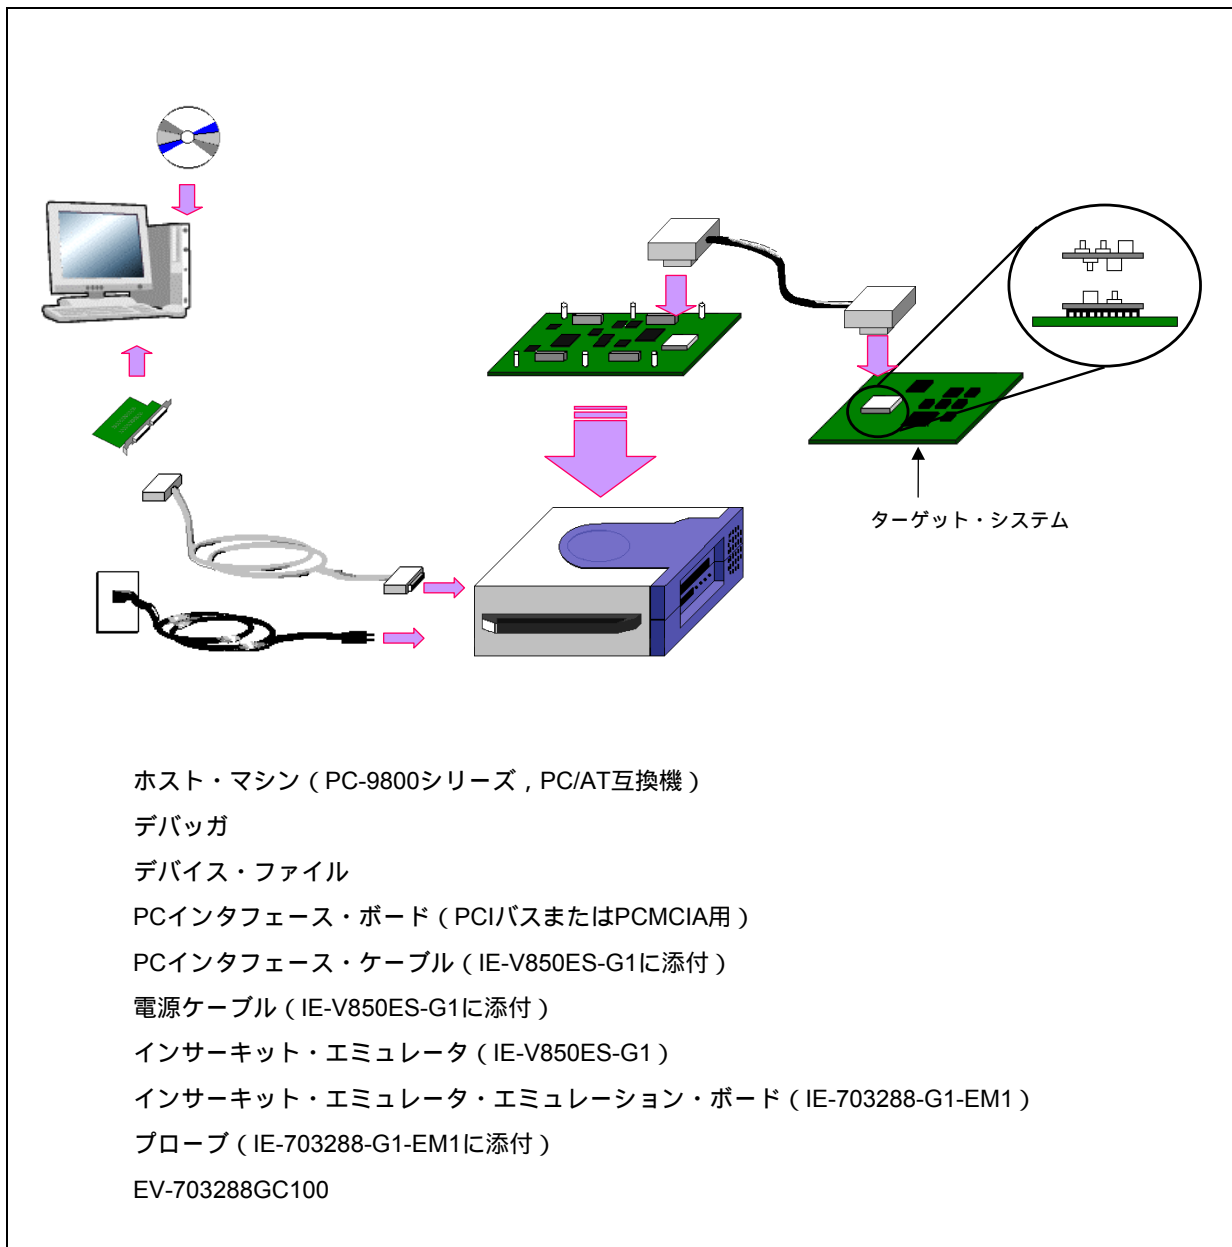 ターゲット・システム
ホスト・マシン（PC-9800シリーズ，PC/AT互換機）
デバッガ
デバイス・ファイル
PCインタフェース・ボード（PCIバスまたはPCMCIA用）
PCインタフェース・ケーブル（IE-V850ES-G1に添付）
電源ケーブル（IE-V850ES-G1に添付）
インサーキット・エミュレータ（IE-V850ES-G1）
インサーキット・エミュレータ・エミュレーション・ボード（IE-703288-G1-EM1）
プローブ（IE-703288-G1-EM1に添付）
EV-703288GC100